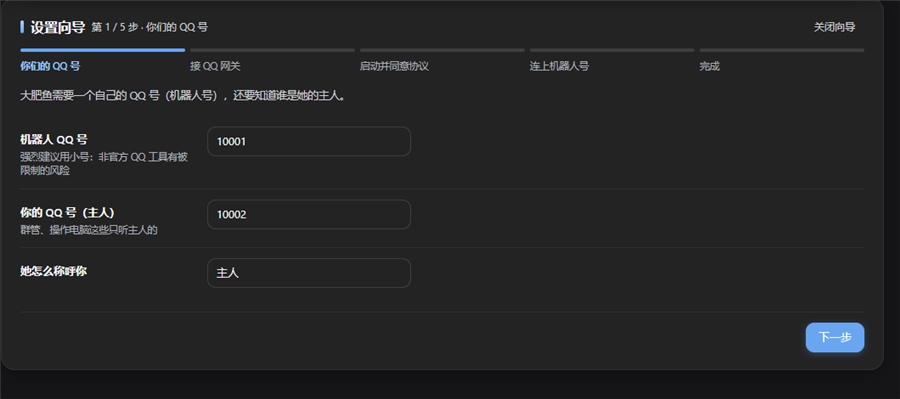 设置向导 第 1 / 5 步 · 你们的 QQ 号 关闭向导
你们的 QQ 号 接 QQ 网关 启动并同意协议 连上机器人号 完成
大肥鱼需要一个自己的 QQ 号（机器人号），还要知道谁是她的主人。
机器人 QQ 号 10001
强烈建议用小号：非官方 QQ 工具有被
限制的风险
你的 QQ 号（主人） 10002
群管、操作电脑这些只听主人的
她怎么称呼你 主人
下一步